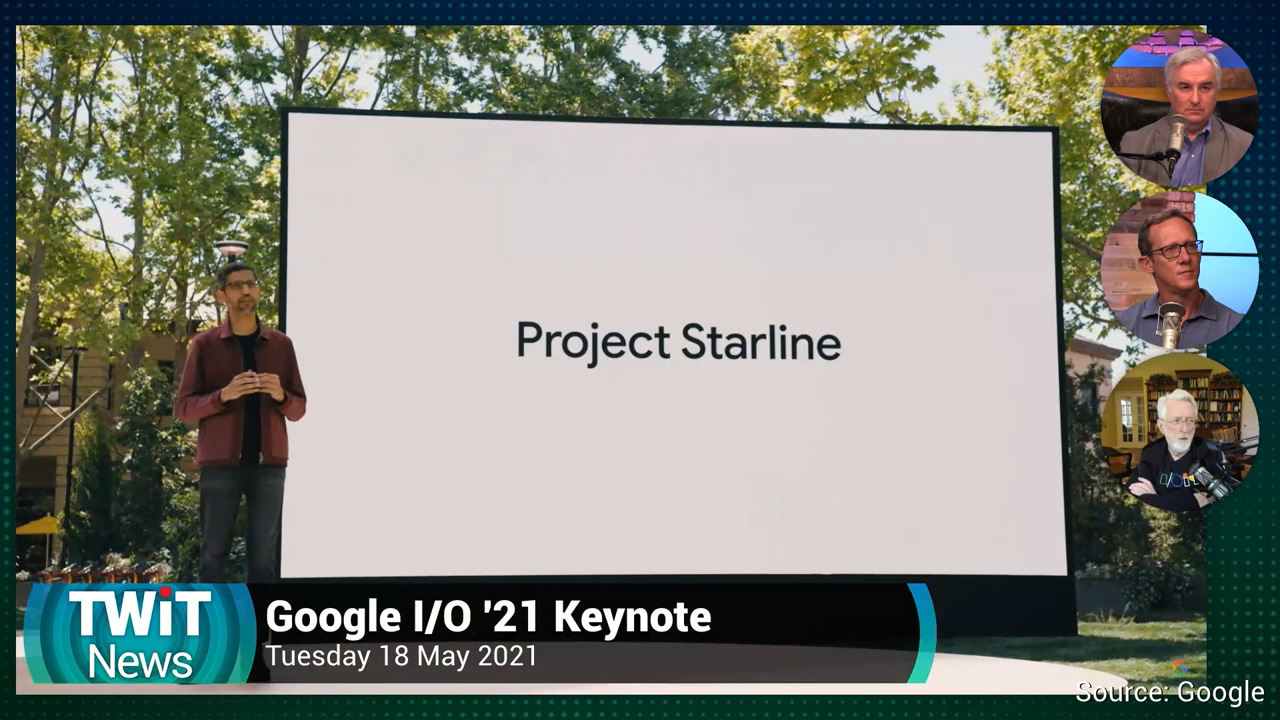 Project Starline
TWiT
News
Google I/O '21 Keynote
Tuesday 18 May 2021
Source: Google